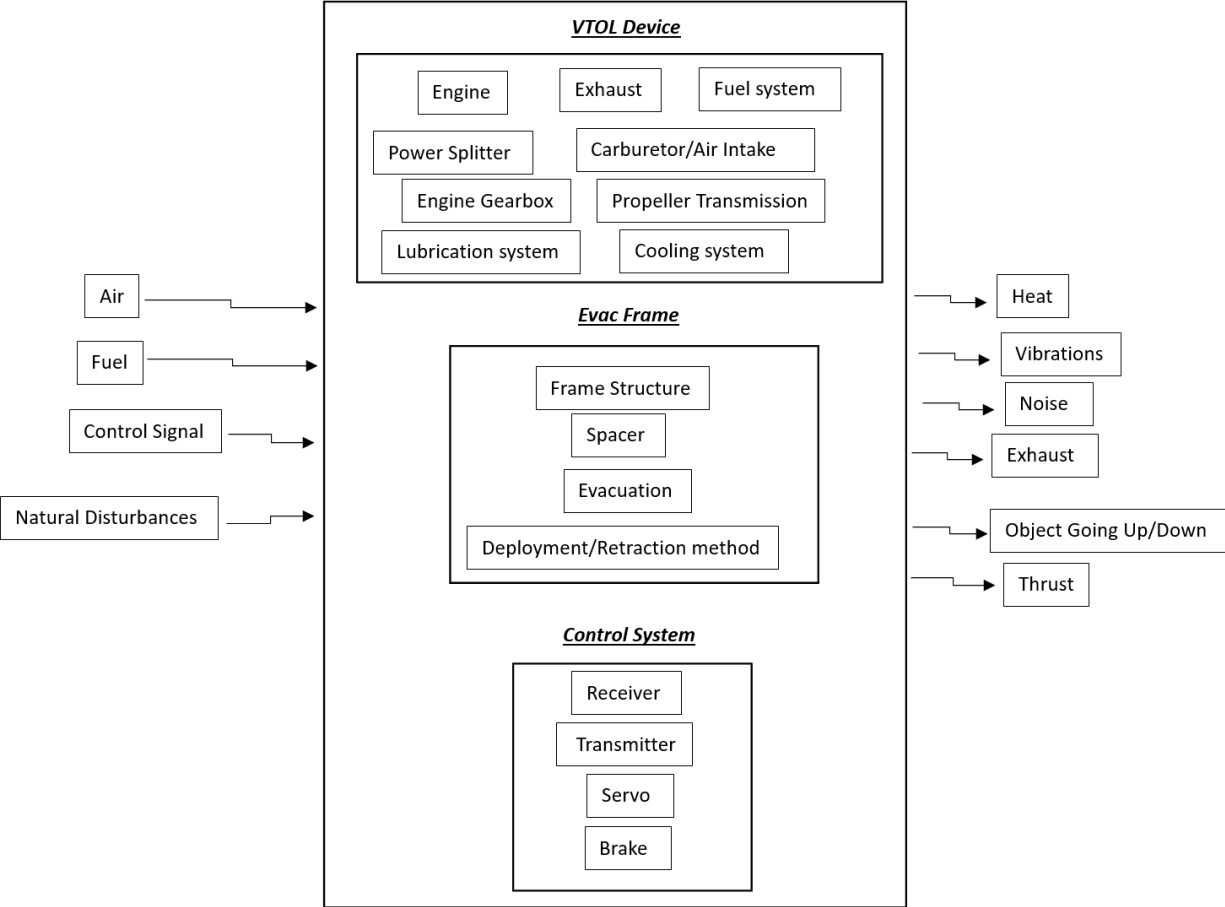 VTOL Device
Engine
Exhaust
Fuel system
Power Splitter
Carburetor/Air Intake
Engine Gearbox
Propeller Transmission
Lubrication system
Cooling system
Air
Fuel
Control Signal
Natural Disturbances
Evac Frame
Frame Structure
Spacer
Evacuation
Deployment/Retraction method
Control System
Receiver
Transmitter
Servo
Brake
Heat
Vibrations
Noise
Exhaust
Object Going Up/Down
Thrust